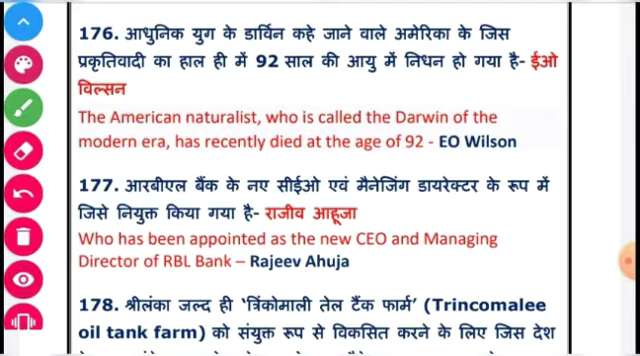 176. आधुनिक युग के डार्विन कहे जाने वाले अमेरिका के जिस
प्रकृतिवादी का हाल ही में 92 साल की आयु में निधन हो गया है- ईओ
विल्सन
The American naturalist, who is called the Darwin of the
modern era, has recently died at the age of 92 - EO Wilson
177. आरबीएल बैंक के नए सीईओ एवं मैनेजिंग डायरेक्टर के रूप में
जिसे नियुक्त किया गया है- राजीव आहूजा
Who has been appointed as the new CEO and Managing
Director of RBL Bank – Rajeev Ahuja
178. श्रीलंका जल्द ही ‘त्रिंकोमाली तेल टैंक फार्म’ (Trincomalee
oil tank farm) को संयुक्त रूप से विकसित करने के लिए जिस देश